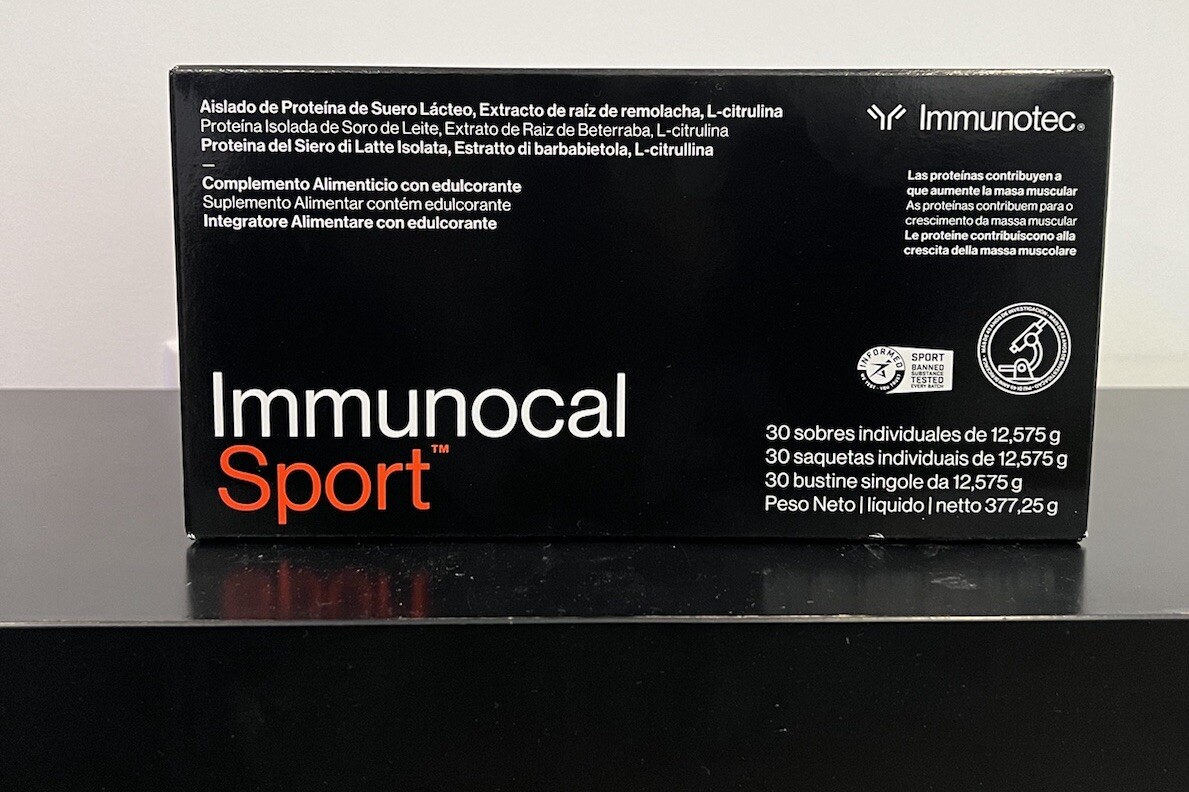 Aislado de Proteína de Suero Lácteo, Extracto de raíz de remolacha, L-citrulina
Proteína Isolada de Soro de Leite, Extrato de Raiz de Beterraba, L-citrulina
Proteina del Siero di Latte Isolata, Estratto di barbabietola, L-citrullina
—
Complemento Alimenticio con edulcorante
Suplemento Alimentar contém edulcorante
Integratore Alimentare con edulcorante
Immunotec®
Las proteínas contribuyen a
que aumente la masa muscular
As proteínas contribuem para o
crescimento da massa muscular
Le proteine contribuiscono alla
crescita della massa muscolare
INFORMED
WE TEST · YOU TRUST
SPORT
BANNED
SUBSTANCE
TESTED
EVERY BATCH
Immunocal
Sport™
30 sobres individuales de 12,575 g
30 saquetas individuais de 12,575 g
30 bustine singole da 12,575 g
Peso Neto | líquido | netto 377,25 g